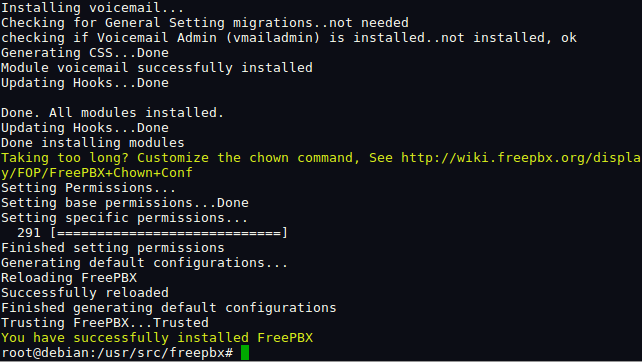 Installing voicemail...
Checking for General Setting migrations..not needed
checking if Voicemail Admin (vmailadmin) is installed..not installed, ok
Generating CSS...Done
Module voicemail successfully installed
Updating Hooks...Done
Done. All modules installed.
Updating Hooks...Done
Done installing modules
Taking too long? Customize the chown command, See http://wiki.freepbx.org/displa
y/FOP/FreePBX+Chown+Conf
Setting Permissions...
Setting base permissions...Done
Setting specific permissions...
  291 [============================]
Finished setting permissions
Generating default configurations...
Reloading FreePBX
Successfully reloaded
Finished generating default configurations
Trusting FreePBX...Trusted
You have successfully installed FreePBX
root@debian:/usr/src/freepbx#